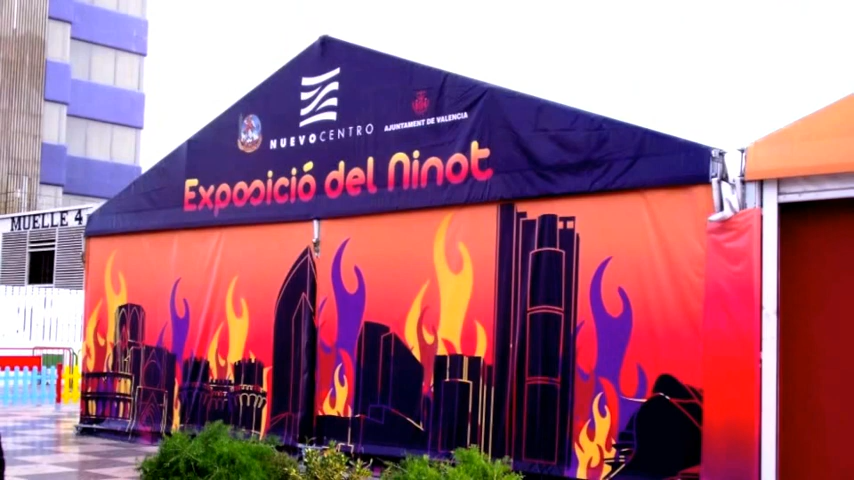 NUEVOCENTRO
AJUNTAMENT DE VALENCIA
Exposició del Ninot
MUELLE 4